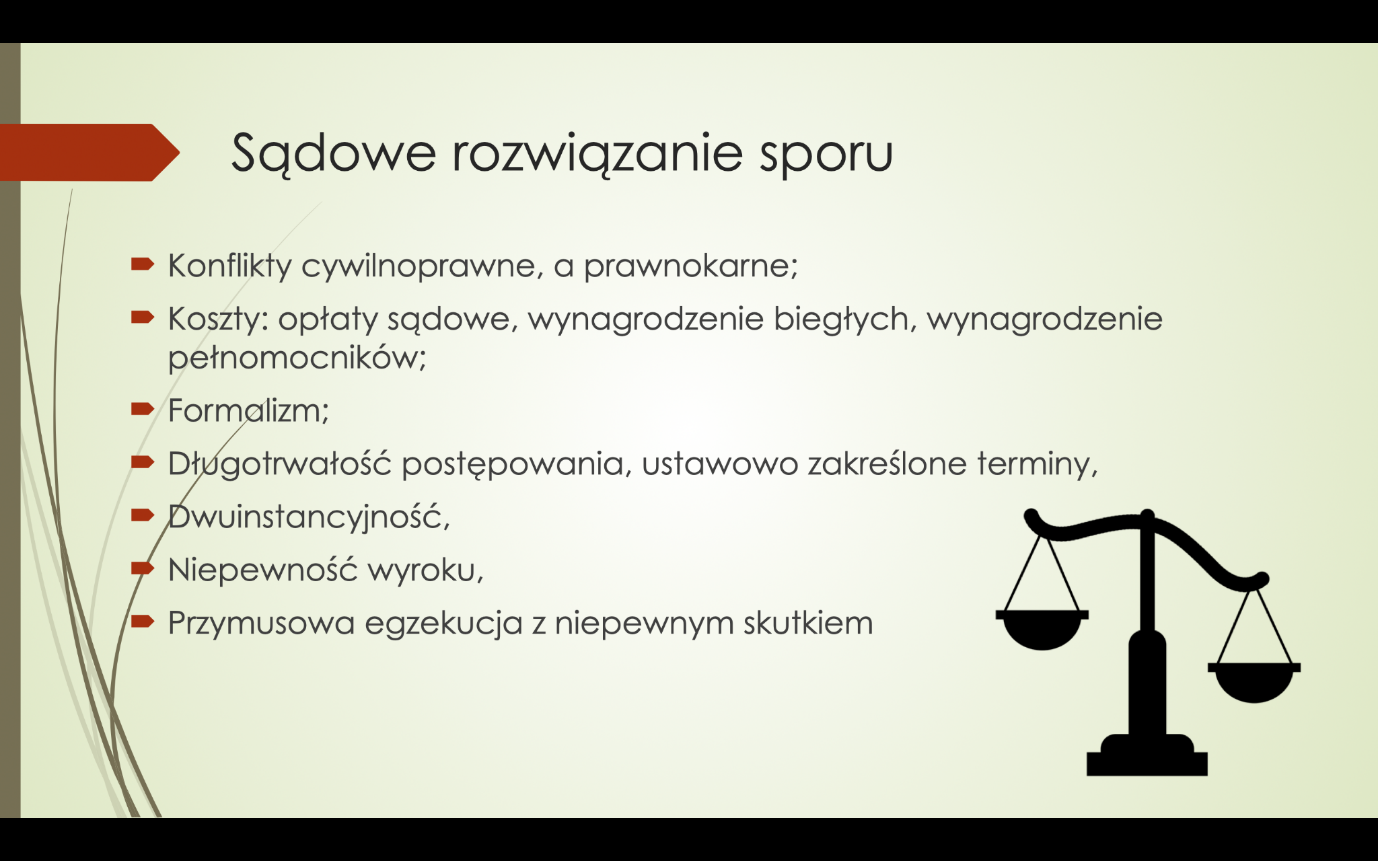 Sądowe rozwiązanie sporu
Konflikty cywilnoprawne, a prawnokarne;
Koszty: opłaty sądowe, wynagrodzenie biegłych, wynagrodzenie
pełnomocników;
Formalizm;
Długotrwałość postępowania, ustawowo zakreślone terminy,
Dwuinstancyjność,
Niepewność wyroku,
Przymusowa egzekucja z niepewnym skutkiem